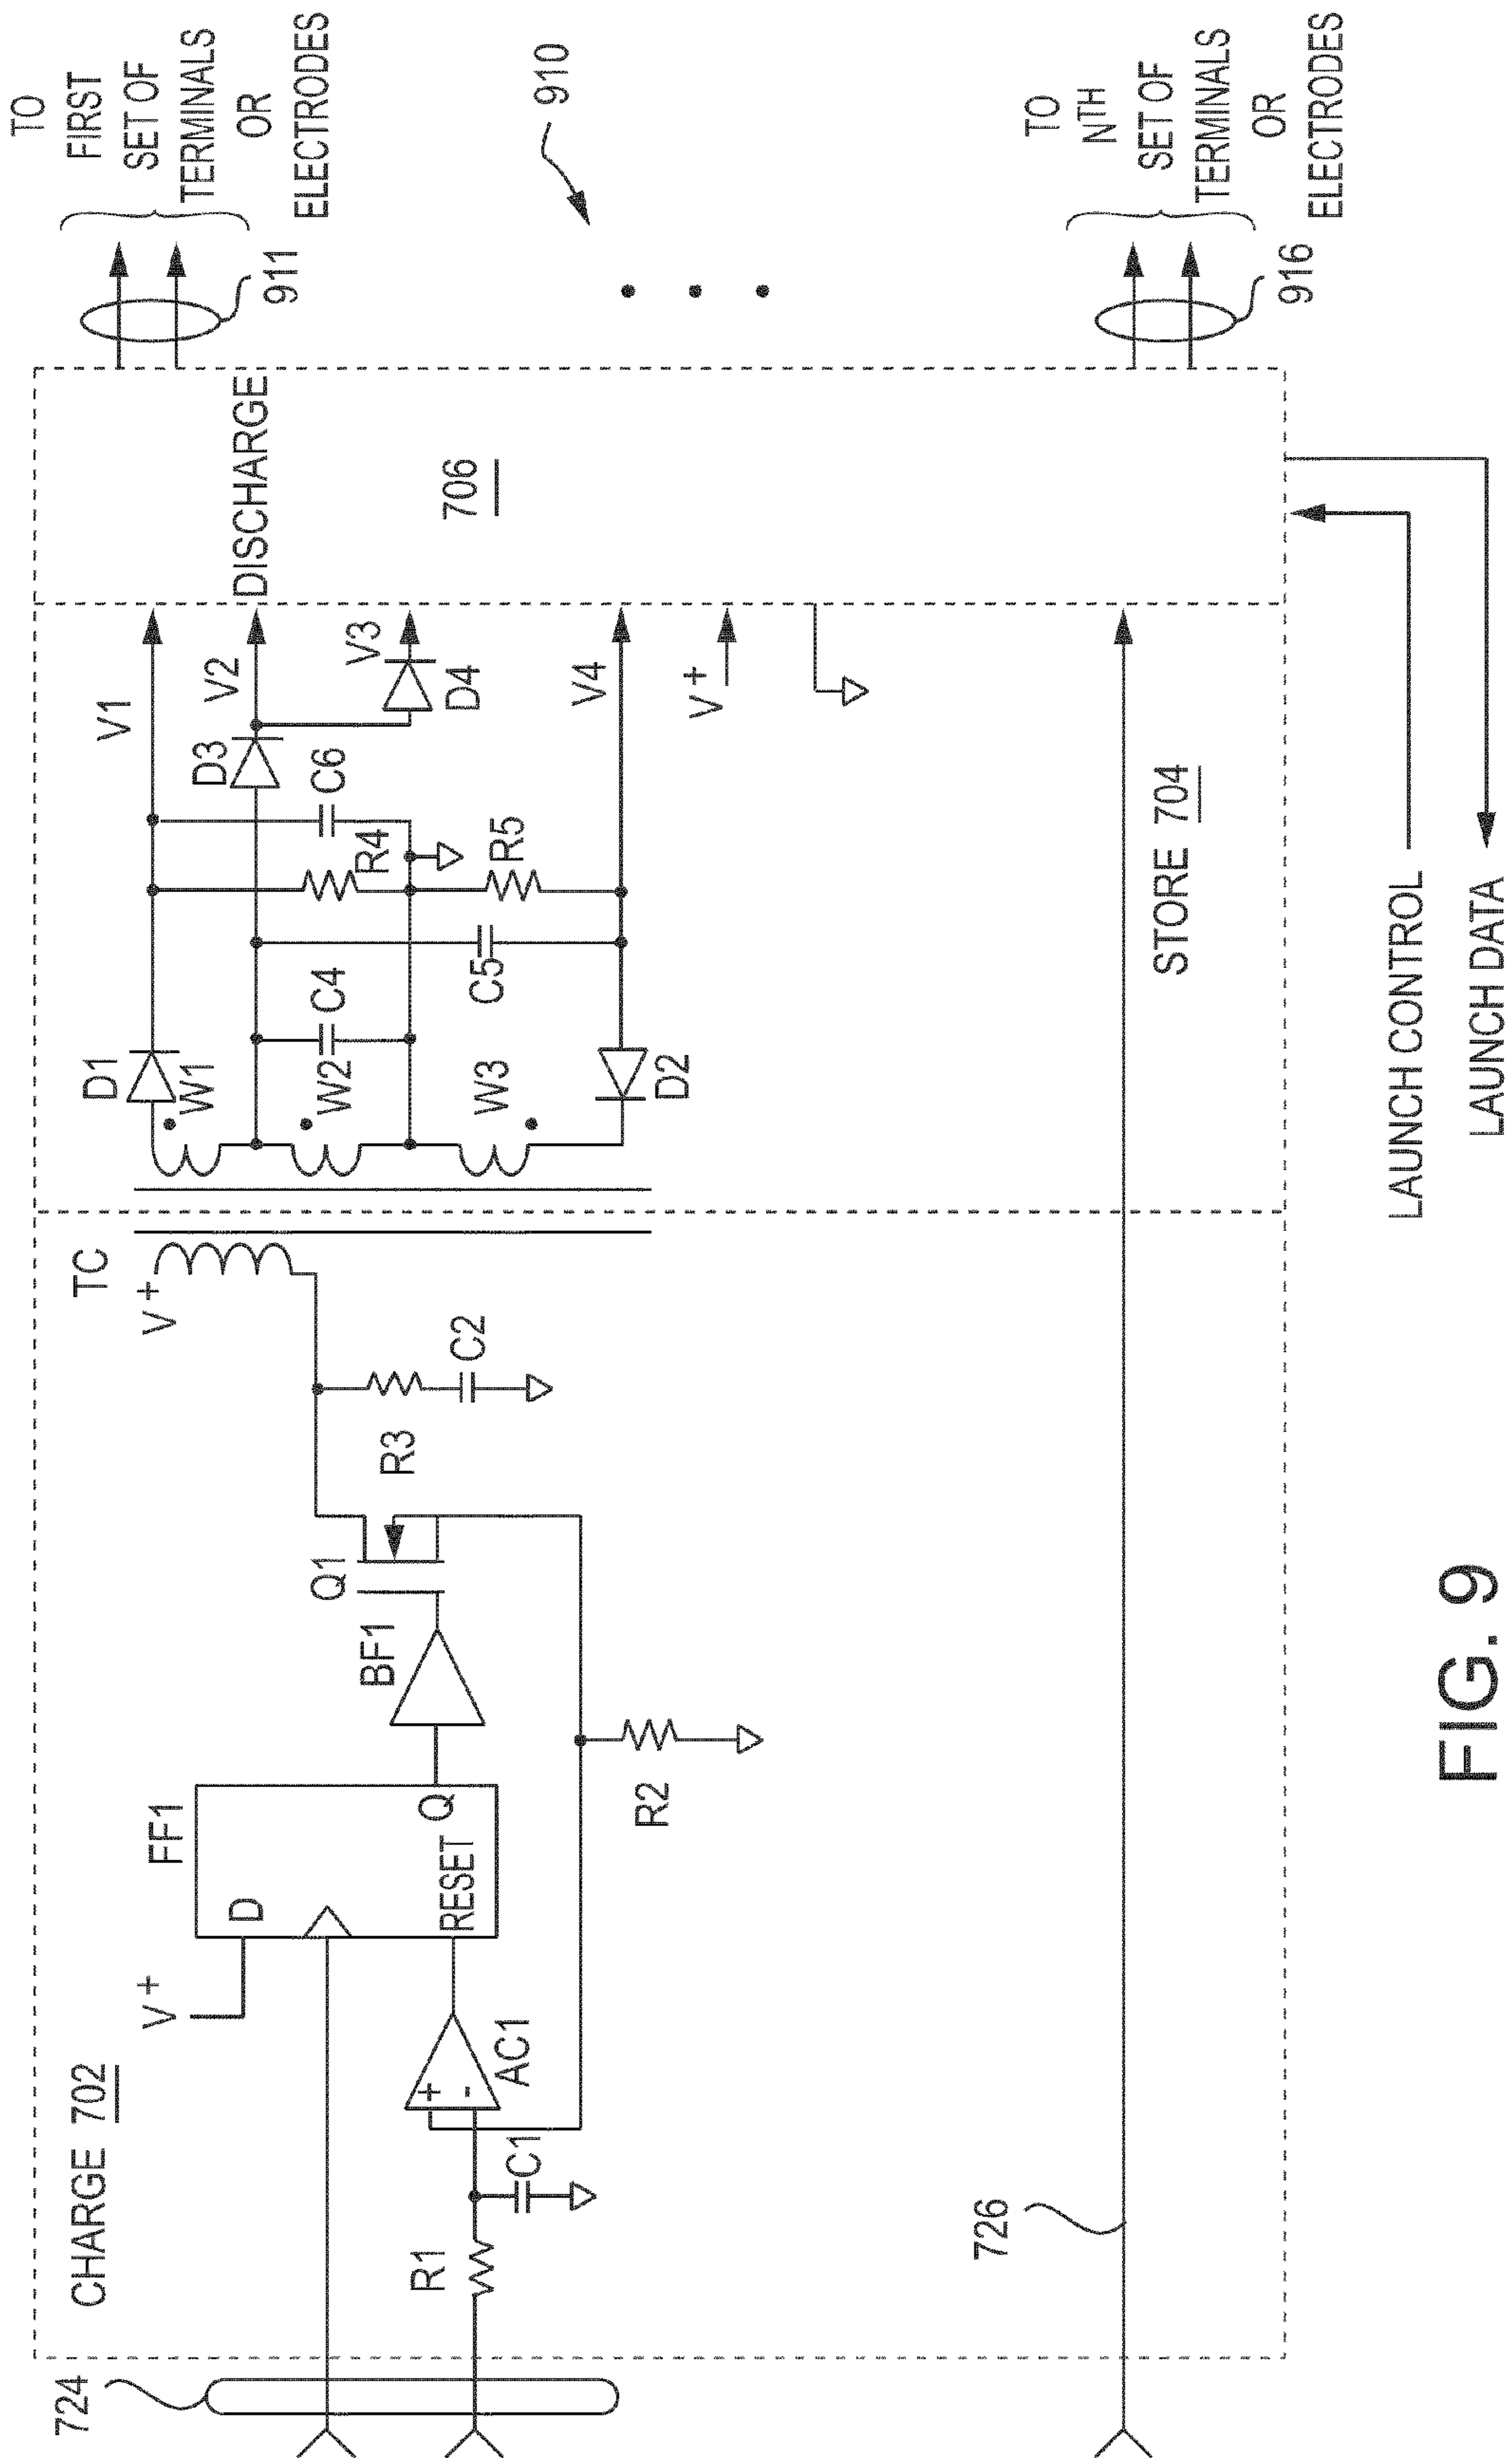 724
CHARGE 702
V+
FF1
D
Q
RESET
R1
C1
+
-
AC1
R2
BF1
Q1
R3
C2
TC
V+
W1
W2
W3
D1
D2
C4
C5
R4
R5
C6
D3
D4
V1
V2
V3
V4
V+
STORE 704
726
DISCHARGE
706
911
TO
FIRST
SET OF
TERMINALS
OR
ELECTRODES
910
916
TO
NTH
SET OF
TERMINALS
OR
ELECTRODES
LAUNCH CONTROL
LAUNCH DATA
FIG. 9